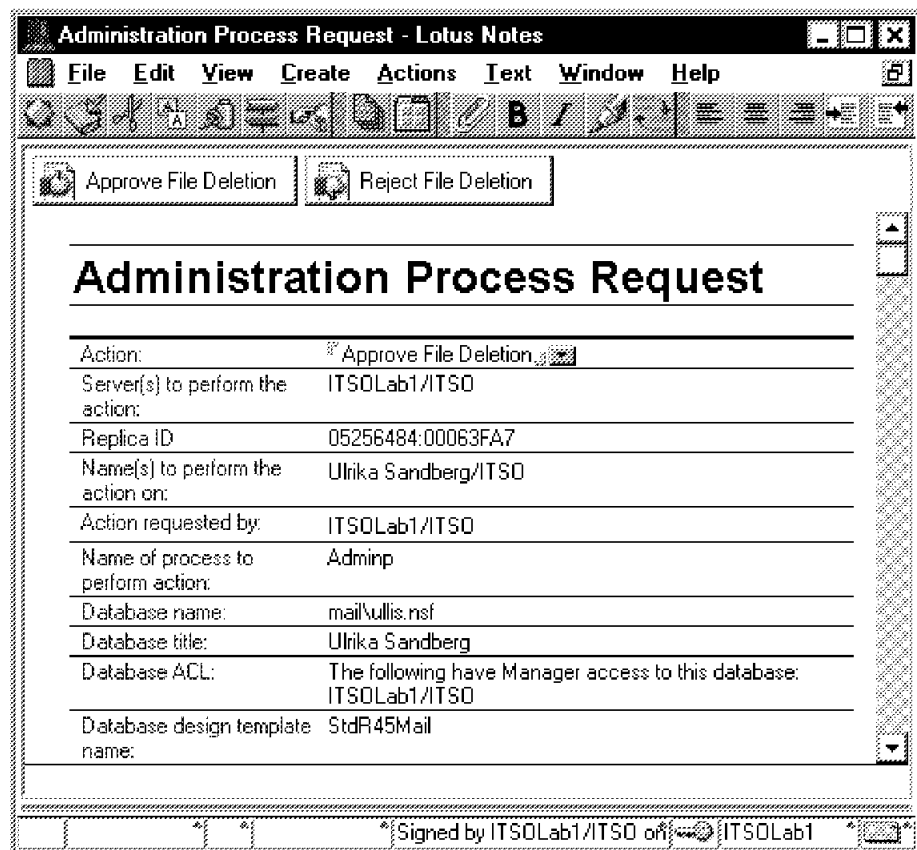 Administration Process Request - Lotus Notes
File Edit View Create Actions Text Window Help
B I
Approve File Deletion Reject File Deletion
Administration Process Request
Action: Approve File Deletion
Server(s) to perform the action: ITSOLab1/ITSO
Replica ID 05256484:00063FA7
Name(s) to perform the action on: Ulrika Sandberg/ITSO
Action requested by: ITSOLab1/ITSO
Name of process to perform action: Adminp
Database name: mail\ullis.nsf
Database title: Ulrika Sandberg
Database ACL: The following have Manager access to this database:
ITSOLab1/ITSO
Database design template name: StdR45Mail
Signed by ITSOLab1/ITSO on ITSOLab1